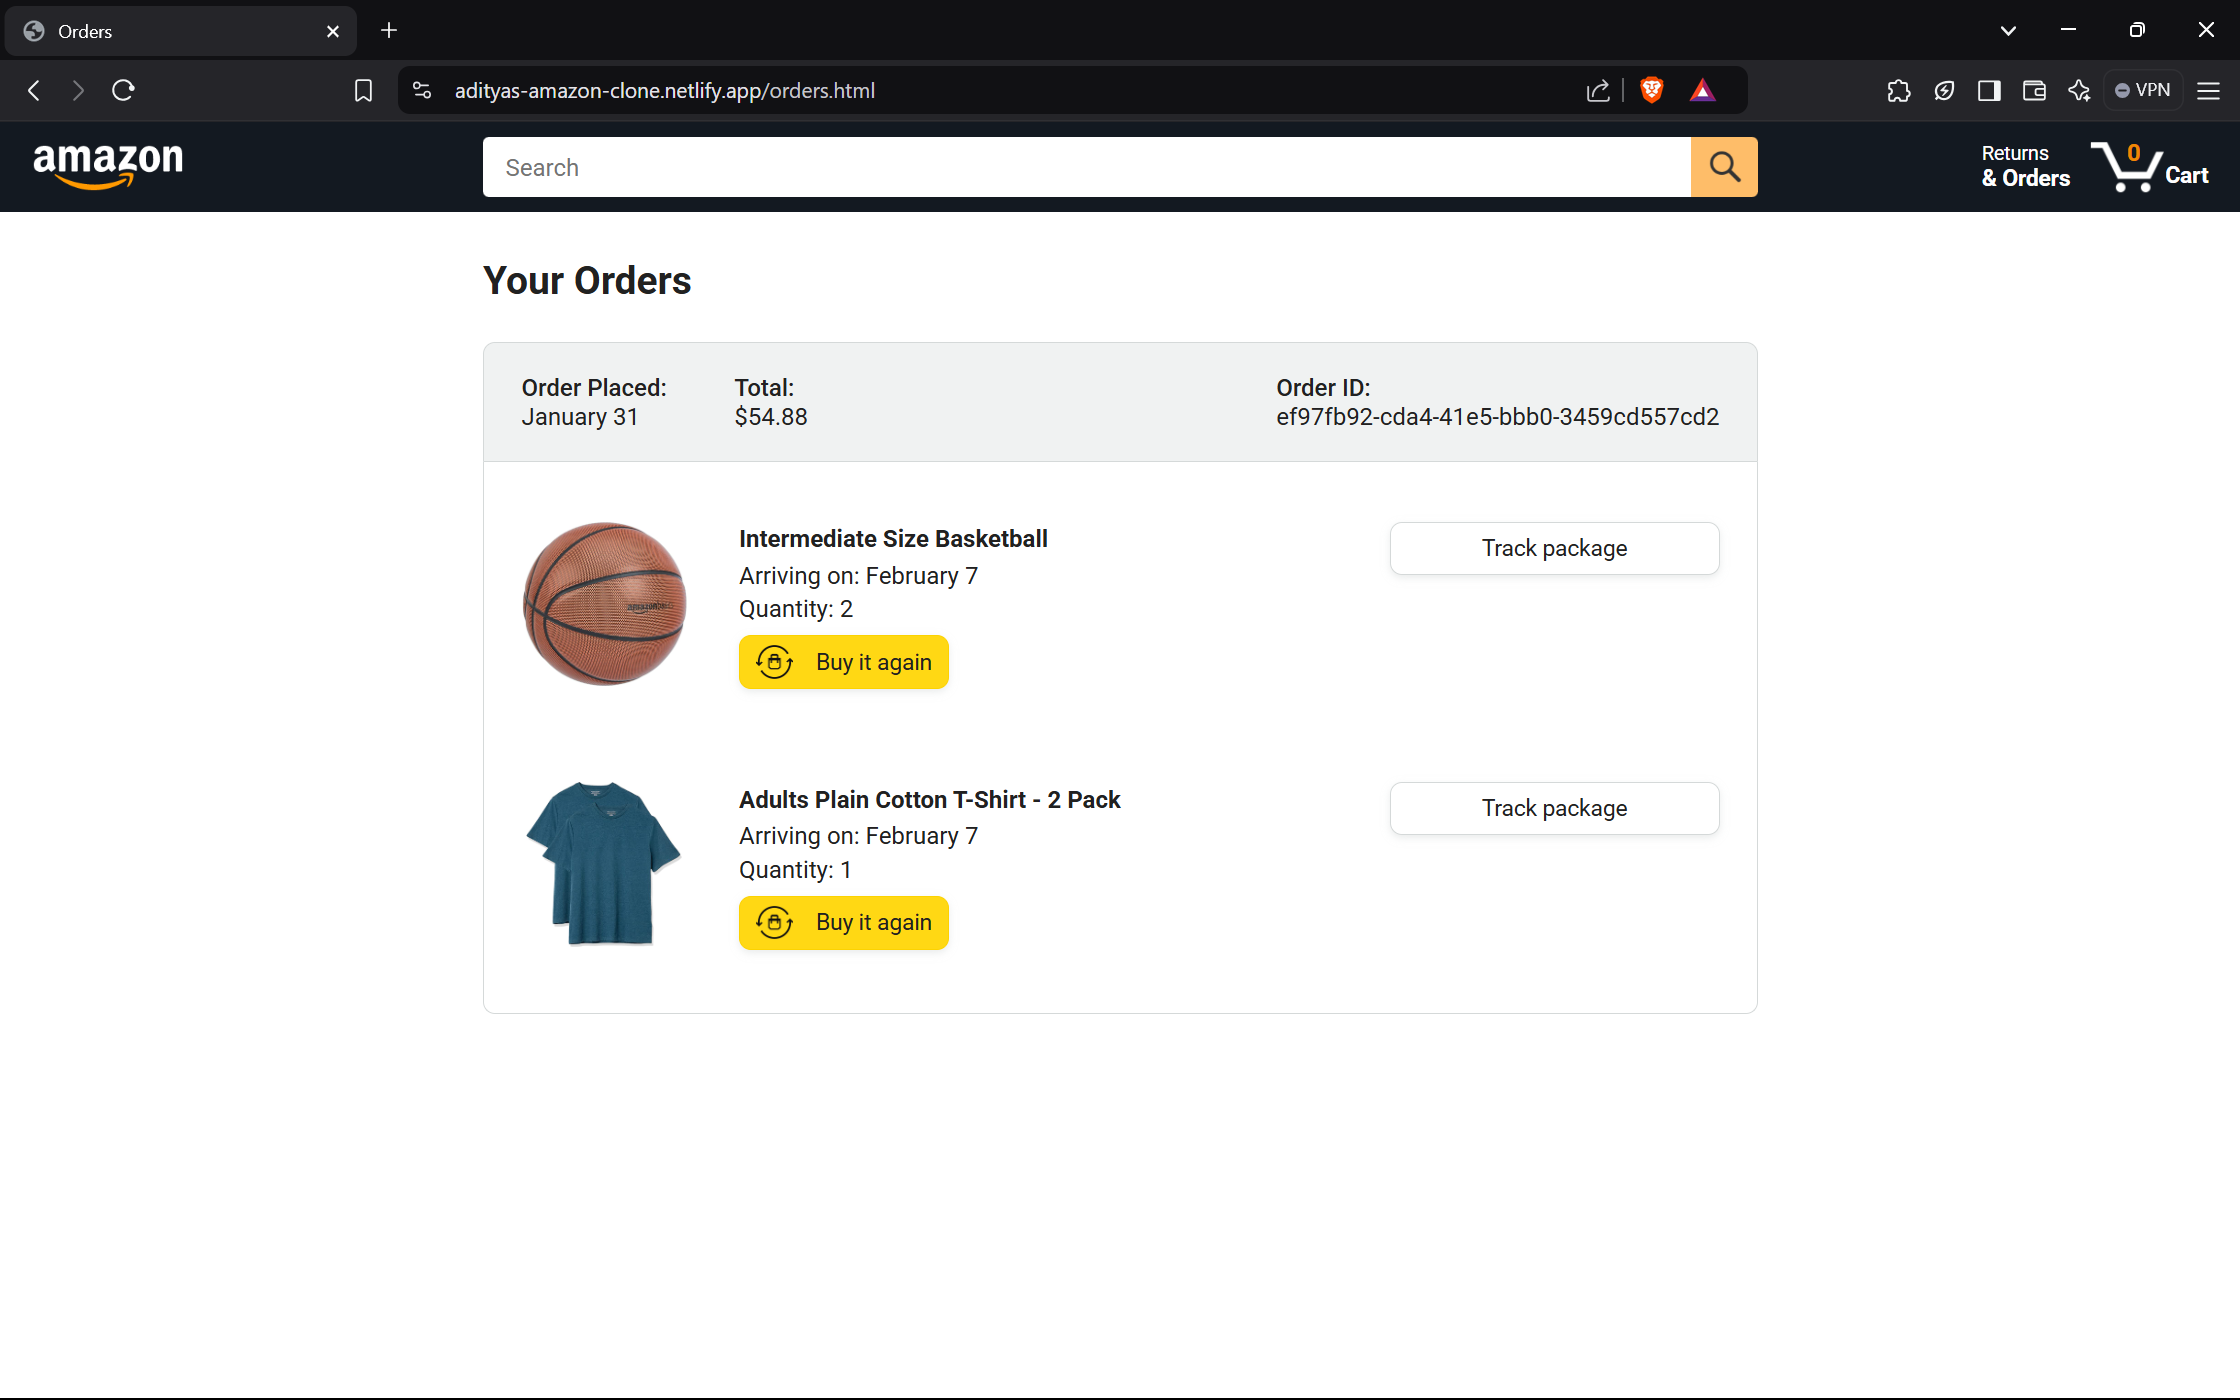 Orders
adityas-amazon-clone.netlify.app/orders.html
VPN
amazon
Search
Returns
& Orders
0
Cart
Your Orders
Order Placed:
January 31
Total:
$54.88
Order ID:
ef97fb92-cda4-41e5-bbb0-3459cd557cd2
Intermediate Size Basketball
Arriving on: February 7
Quantity: 2
Buy it again
Track package
Adults Plain Cotton T-Shirt - 2 Pack
Arriving on: February 7
Quantity: 1
Buy it again
Track package